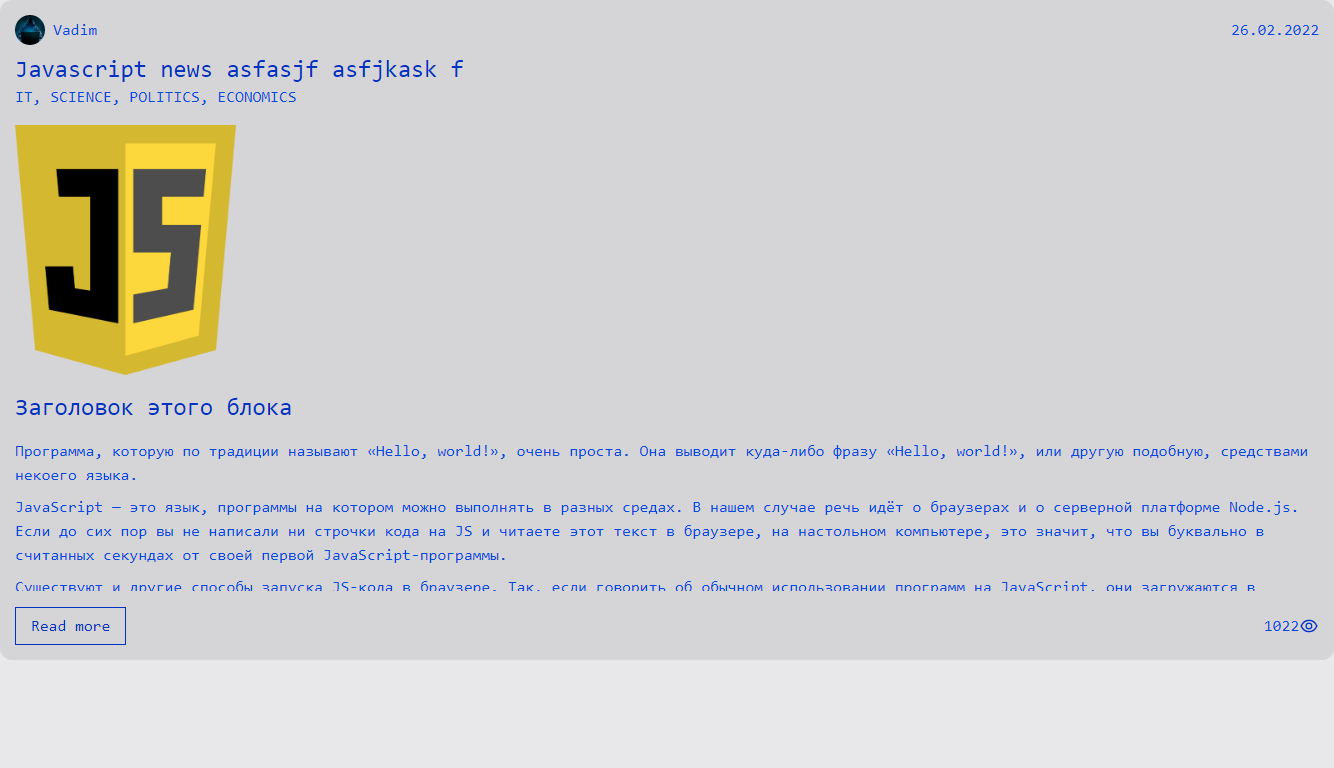 Vadim
26.02.2022
Javascript news asfasjf asfjkask f
IT, SCIENCE, POLITICS, ECONOMICS
JS
Заголовок этого блока
Программа, которую по традиции называют «Hello, world!», очень проста. Она выводит куда-либо фразу «Hello, world!», или другую подобную, средствами
некоего языка.
JavaScript — это язык, программы на котором можно выполнять в разных средах. В нашем случае речь идёт о браузерах и о серверной платформе Node.js.
Если до сих пор вы не написали ни строчки кода на JS и читаете этот текст в браузере, на настольном компьютере, это значит, что вы буквально в
считанных секундах от своей первой JavaScript-программы.
Существуют и другие способы запуска JS-кода в браузере. Так, если говорить об обычном использовании программ на JavaScript, они загружаются в
Read more
1022